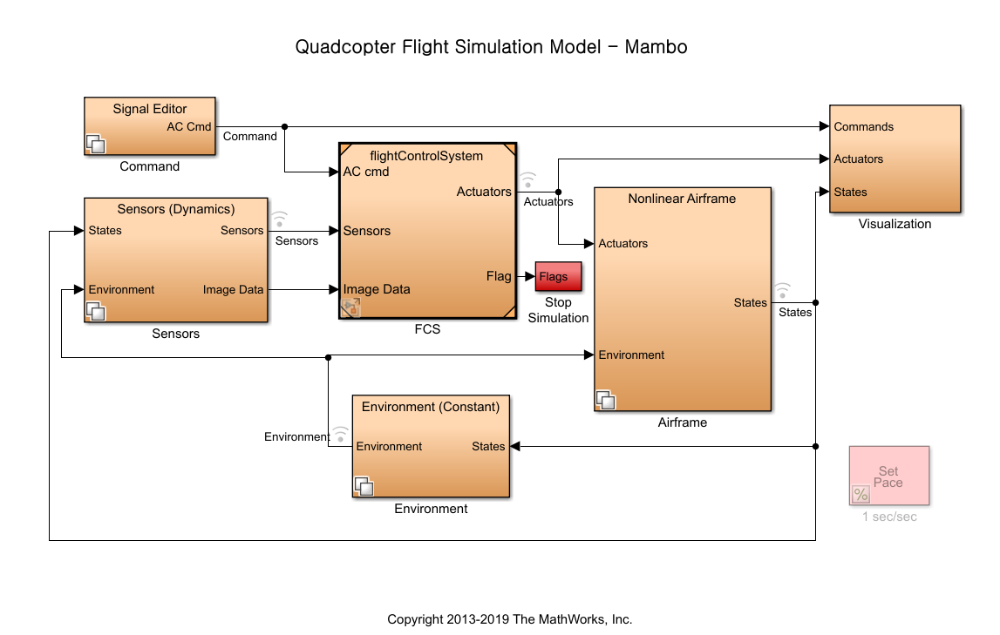 Quadcopter Flight Simulation Model - Mambo
Signal Editor
AC Cmd
Command
Command
flightControlSystem
AC cmd
Actuators
Sensors
Flag
Image Data
FCS
Actuators
Sensors (Dynamics)
States
Sensors
Environment
Image Data
Sensors
Sensors
Flags
Stop
Simulation
Nonlinear Airframe
Actuators
States
Environment
Airframe
States
Commands
Actuators
States
Visualization
Environment (Constant)
Environment
States
Environment
Environment
Set
Pace
%
1 sec/sec
Copyright 2013-2019 The MathWorks, Inc.